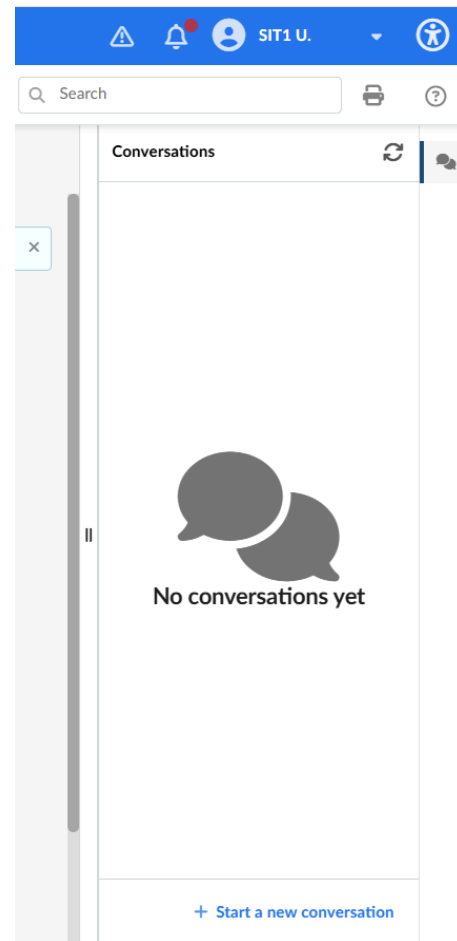 SIT1 U.
Search
Conversations
No conversations yet
+ Start a new conversation